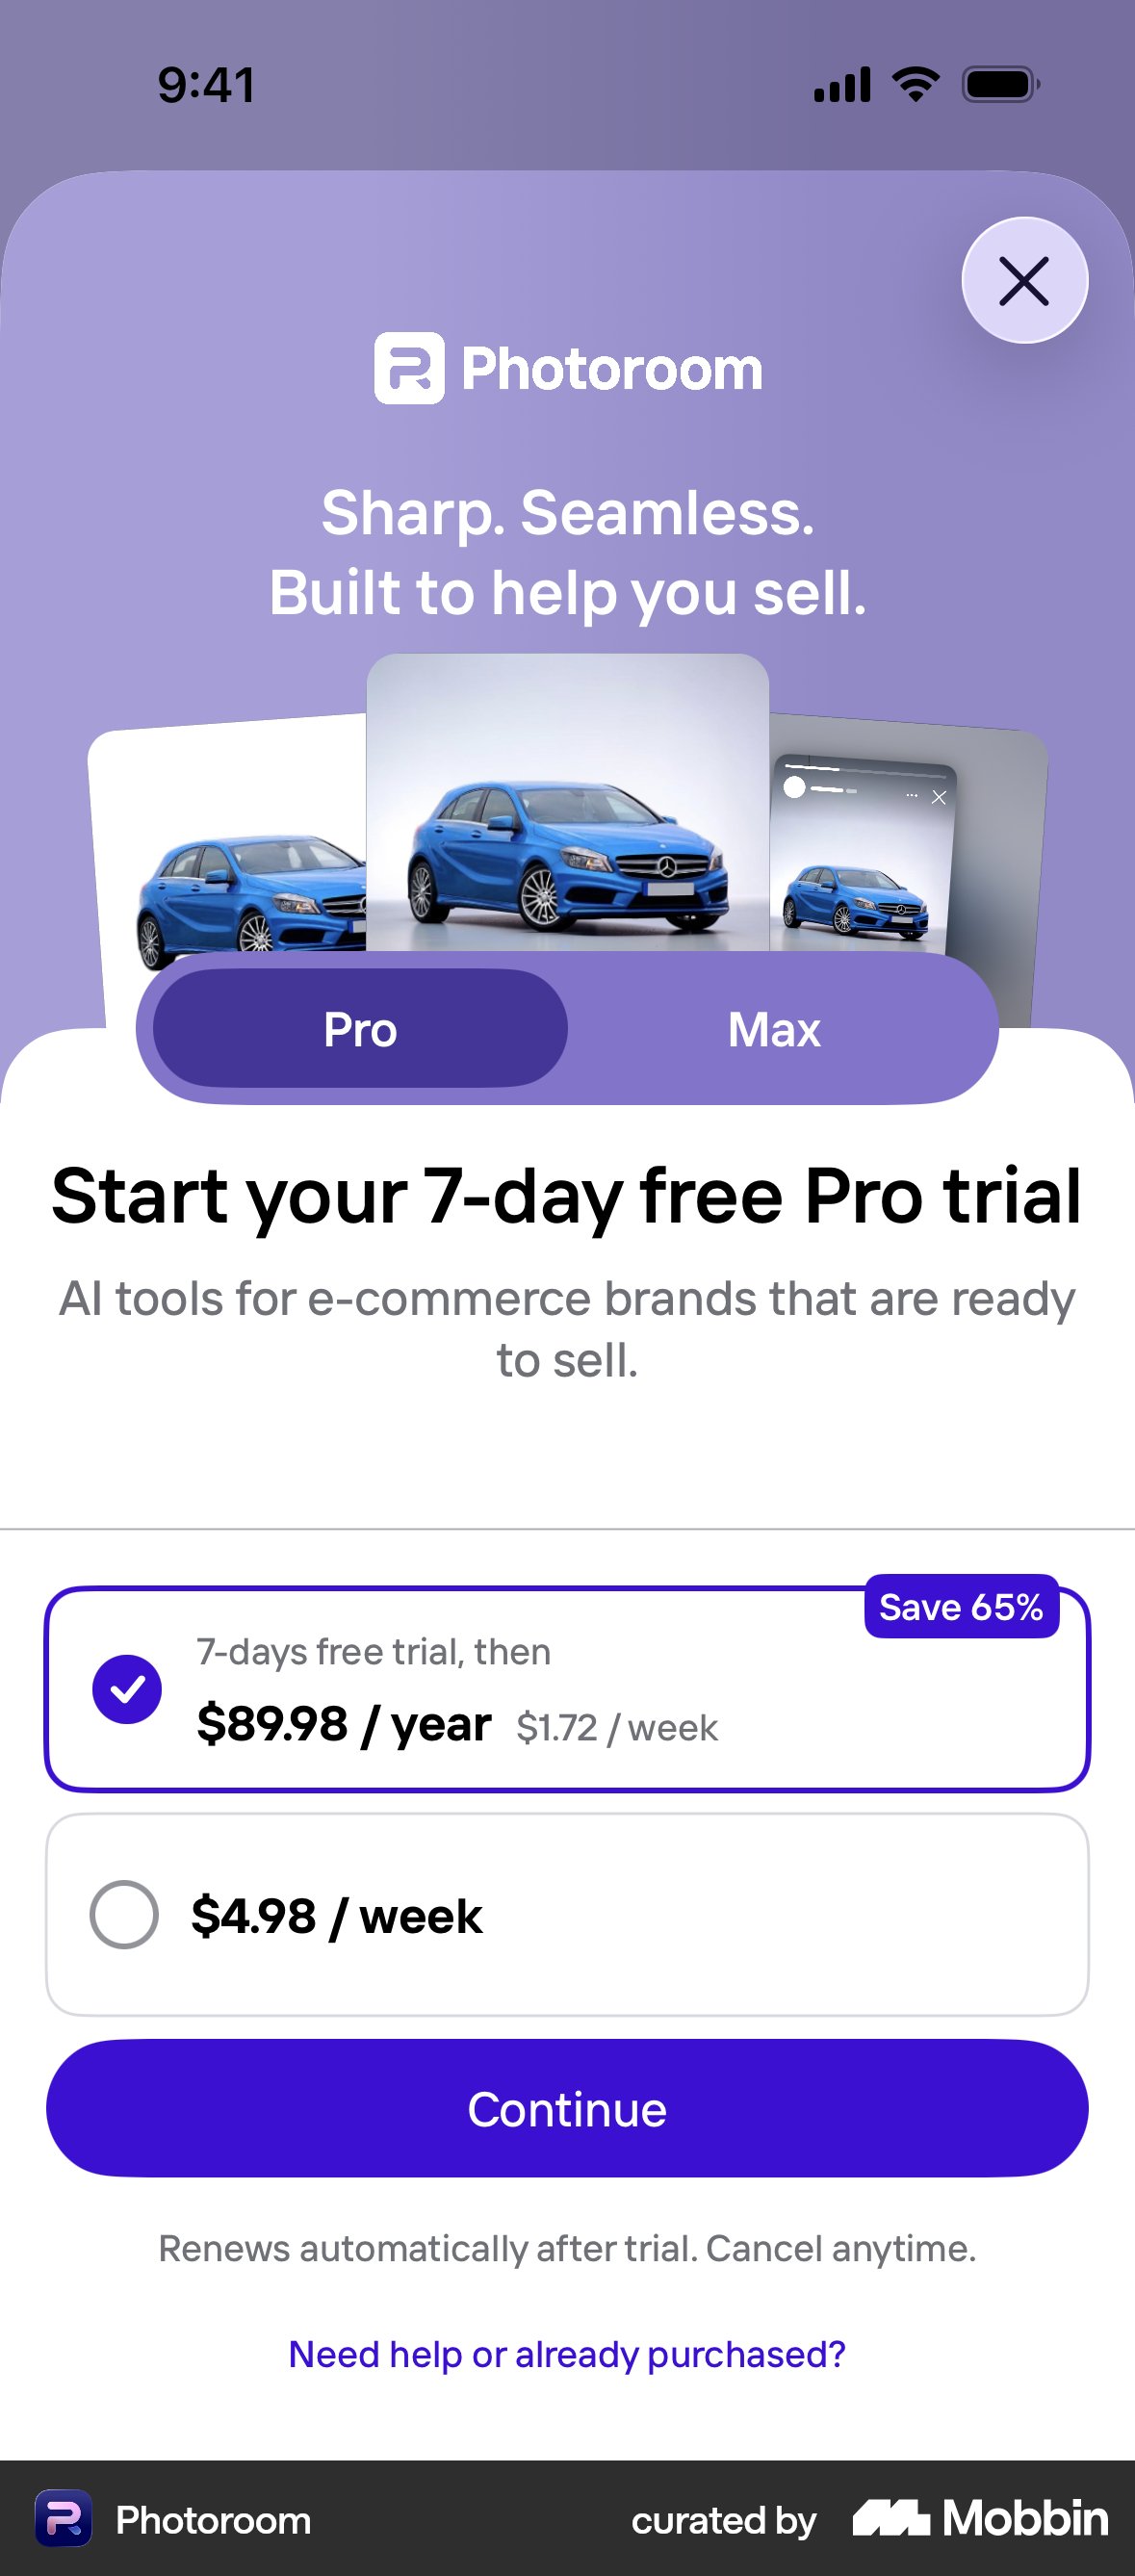 9:41
Photoroom
Sharp. Seamless.
Built to help you sell.
Pro
Max
Start your 7-day free Pro trial
AI tools for e-commerce brands that are ready
to sell.
Save 65%
7-days free trial, then
$89.98 / year $1.72 / week
$4.98 / week
Continue
Renews automatically after trial. Cancel anytime.
Need help or already purchased?
Photoroom
curated by Mobbin